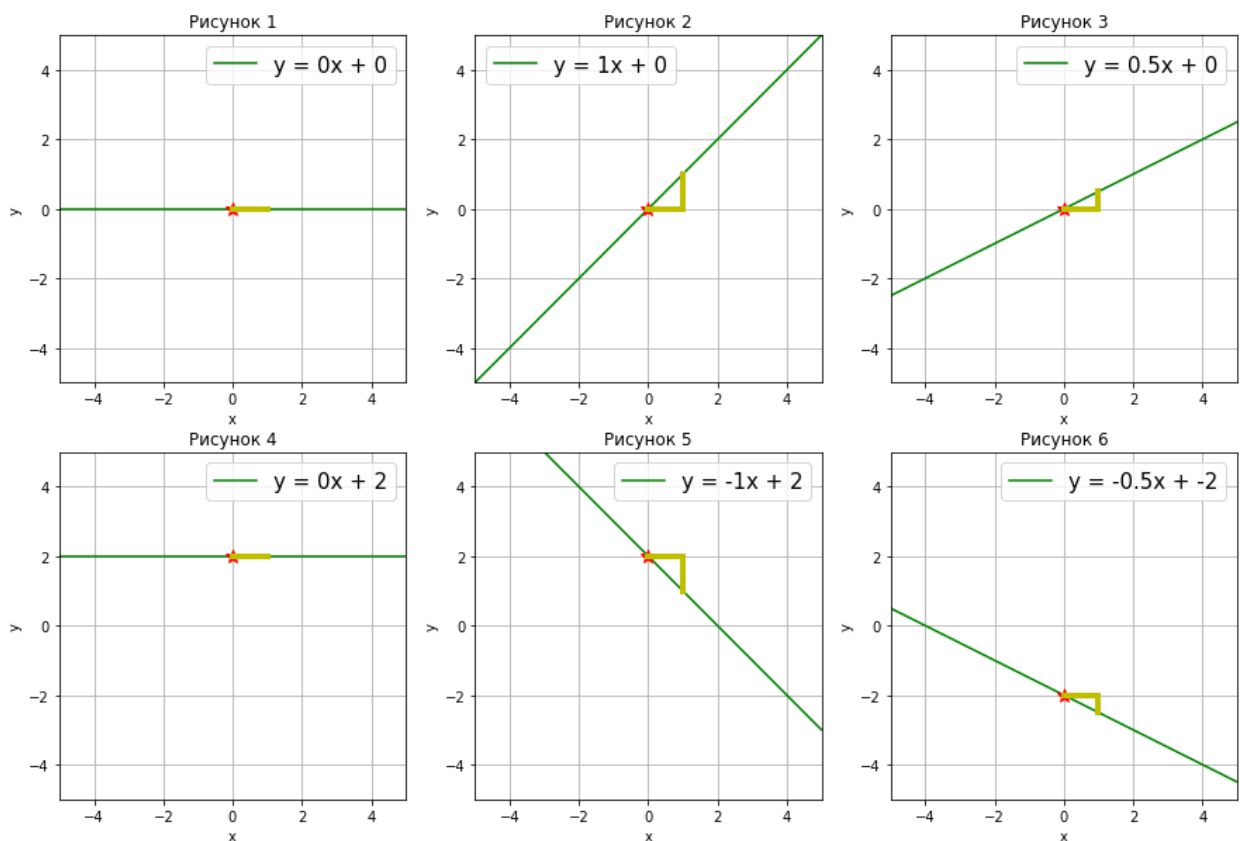 Рисунок 1
y = 0x + 0
4
2
0
−2
−4
y
−4 −2 0 2 4
x
Рисунок 2
y = 1x + 0
4
2
0
−2
−4
y
−4 −2 0 2 4
x
Рисунок 3
y = 0.5x + 0
4
2
0
−2
−4
y
−4 −2 0 2 4
x
Рисунок 4
y = 0x + 2
4
2
0
−2
−4
y
−4 −2 0 2 4
x
Рисунок 5
y = -1x + 2
4
2
0
−2
−4
y
−4 −2 0 2 4
x
Рисунок 6
y = -0.5x + -2
4
2
0
−2
−4
y
−4 −2 0 2 4
x